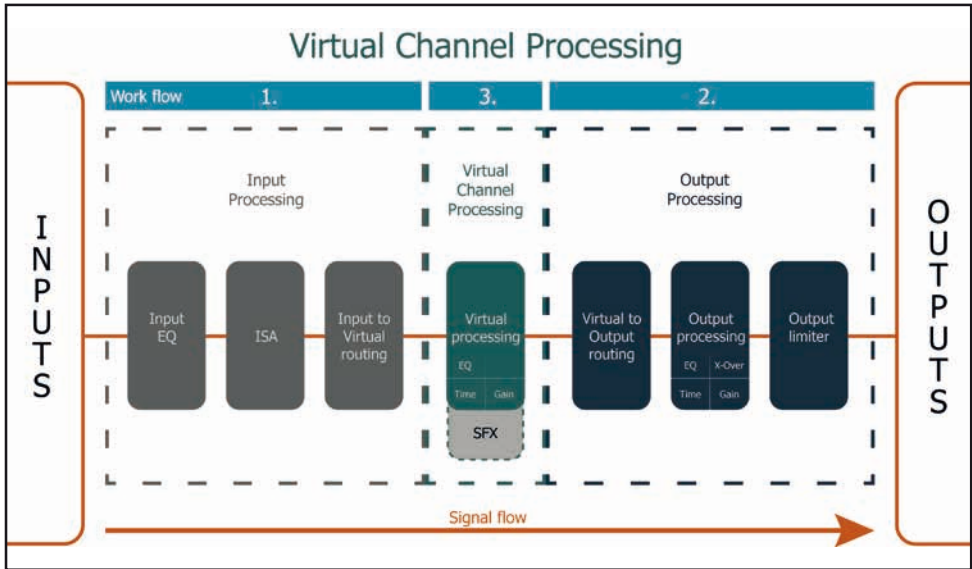 Virtual Channel Processing
Work flow
1.
3.
2.
INPUTS
Input
Processing
Virtual
Channel
Processing
Output
Processing
OUTPUTS
Input
EQ
ISA
Input to
Virtual
routing
Virtual
processing
EQ
Time
Gain
SFX
Virtual to
Output
routing
Output
processing
EQ
X-Over
Time
Gain
Output
limiter
Signal flow